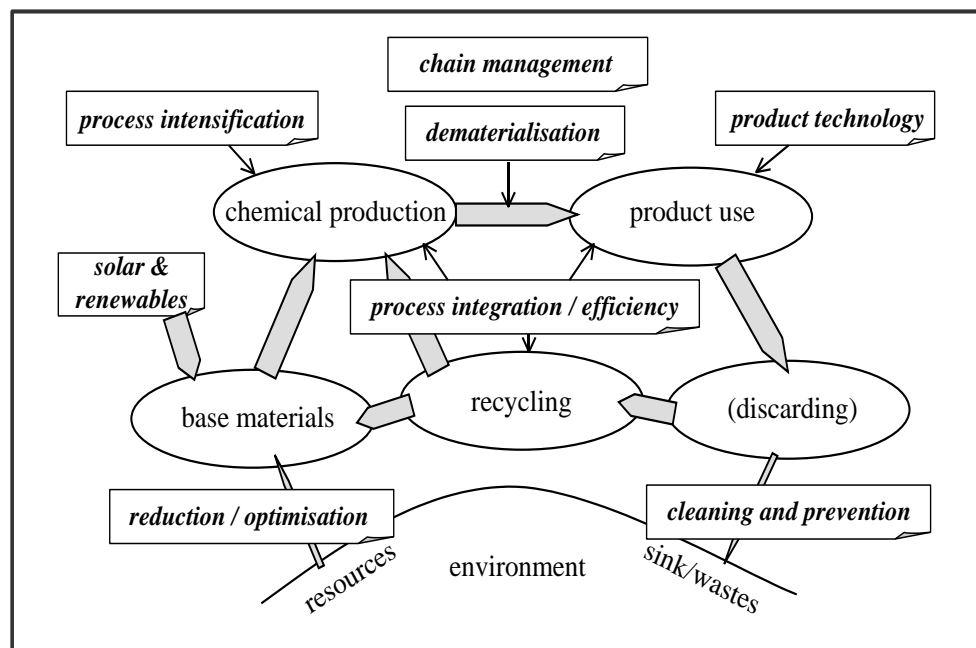 chain management
process intensification
dematerialisation
product technology
chemical production
product use
solar &
renewables
process integration / efficiency
base materials
recycling
(discarding)
reduction / optimisation
cleaning and prevention
resources
environment
sink/wastes